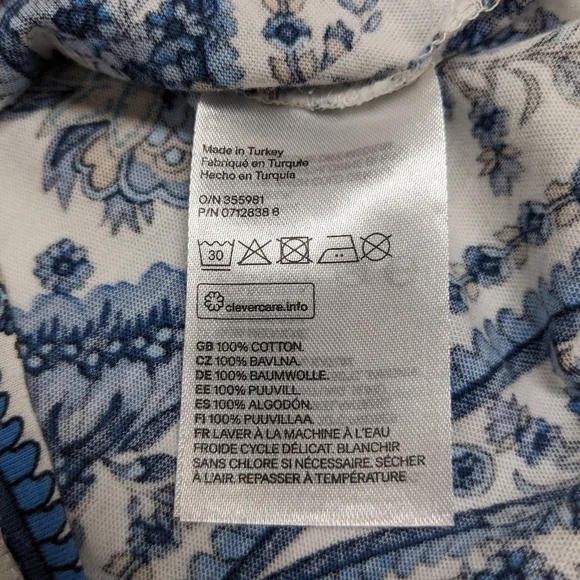 Made in Turkey
Fabriqué en Turquie
Hecho en Turquía
O/N 355981
P/N 0712838 6
30
clevercare.info
GB 100% COTTON.
CZ 100% BAVLNA.
DE 100% BAUMWOLLE.
EE 100% PUUVILL.
ES 100% ALGODÓN.
FI 100% PUUVILLAA.
FR LAVER À LA MACHINE À L'EAU
FROIDE CYCLE DÉLICAT. BLANCHIR
SANS CHLORE SI NÉCESSAIRE. SÉCHER
À L'AIR. REPASSER À TEMPÉRATURE